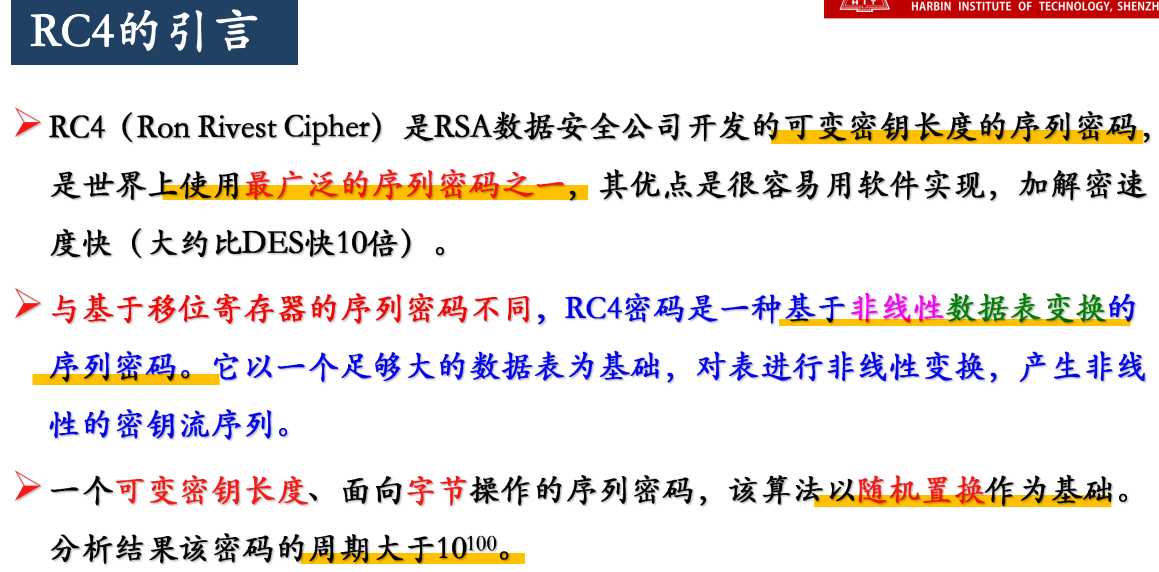 HARBIN INSTITUTE OF TECHNOLOGY, SHENZH
RC4的引言
RC4（Ron Rivest Cipher）是RSA数据安全公司开发的可变密钥长度的序列密码，
是世界上使用最广泛的序列密码之一，其优点是很容易用软件实现，加解密速
度快（大约比DES快10倍）。
与基于移位寄存器的序列密码不同，RC4密码是一种基于非线性数据表变换的
序列密码。它以一个足够大的数据表为基础，对表进行非线性变换，产生非线
性的密钥流序列。
一个可变密钥长度、面向字节操作的序列密码，该算法以随机置换作为基础。
分析结果该密码的周期大于10¹⁰⁰。